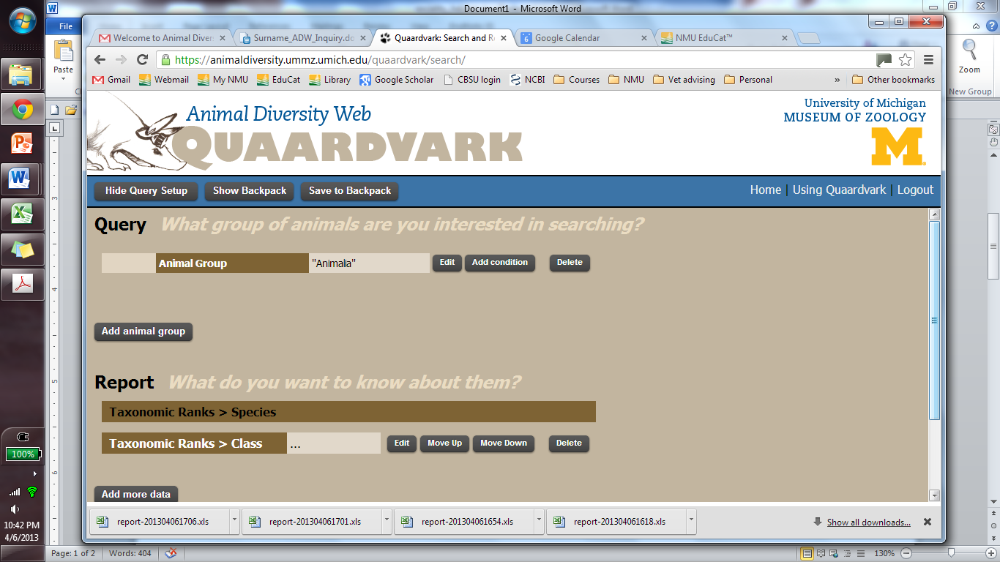 Document1 - Microsoft Word
File
Paste
Zoom
New Group
Welcome to Animal Divers
Surname_ADW_Inquiry.do
Quaardvark: Search and Re
Google Calendar
NMU EduCat™
https://animaldiversity.ummz.umich.edu/quaardvark/search/
Gmail Webmail My NMU EduCat Library Google Scholar CBSU login NCBI Courses NMU Vet advising Personal » Other bookmarks
Animal Diversity Web
QUAARDVARK
University of Michigan
MUSEUM OF ZOOLOGY
M
Hide Query Setup Show Backpack Save to Backpack
Home | Using Quaardvark | Logout
Query What group of animals are you interested in searching?
Animal Group "Animalia" Edit Add condition Delete
Add animal group
Report What do you want to know about them?
Taxonomic Ranks > Species
Taxonomic Ranks > Class ... Edit Move Up Move Down Delete
Add more data
report-201304061706.xls report-201304061701.xls report-201304061654.xls report-201304061618.xls Show all downloads...
100%
10:42 PM
4/6/2013
Page: 1 of 2 Words: 404 130%
3
4
5
6